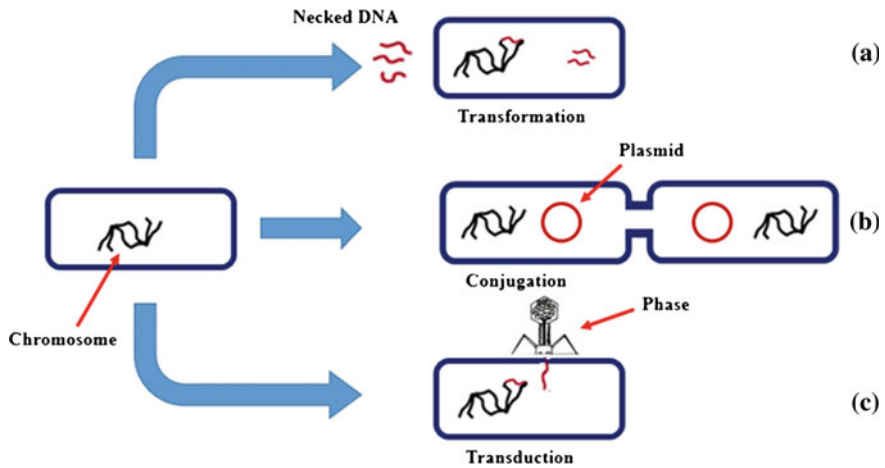 Necked DNA
(a)
Transformation
Plasmid
(b)
Conjugation
Chromosome
Phase
(c)
Transduction